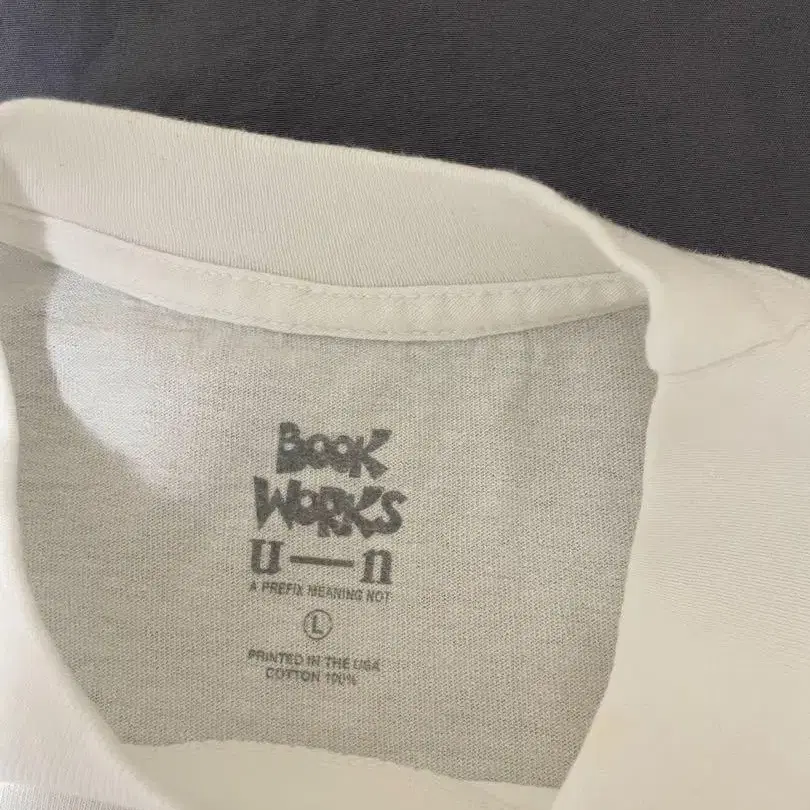 BOOK
WORKS
u—n
A PREFIX MEANING NOT
L
PRINTED IN THE USA
COTTON 100%